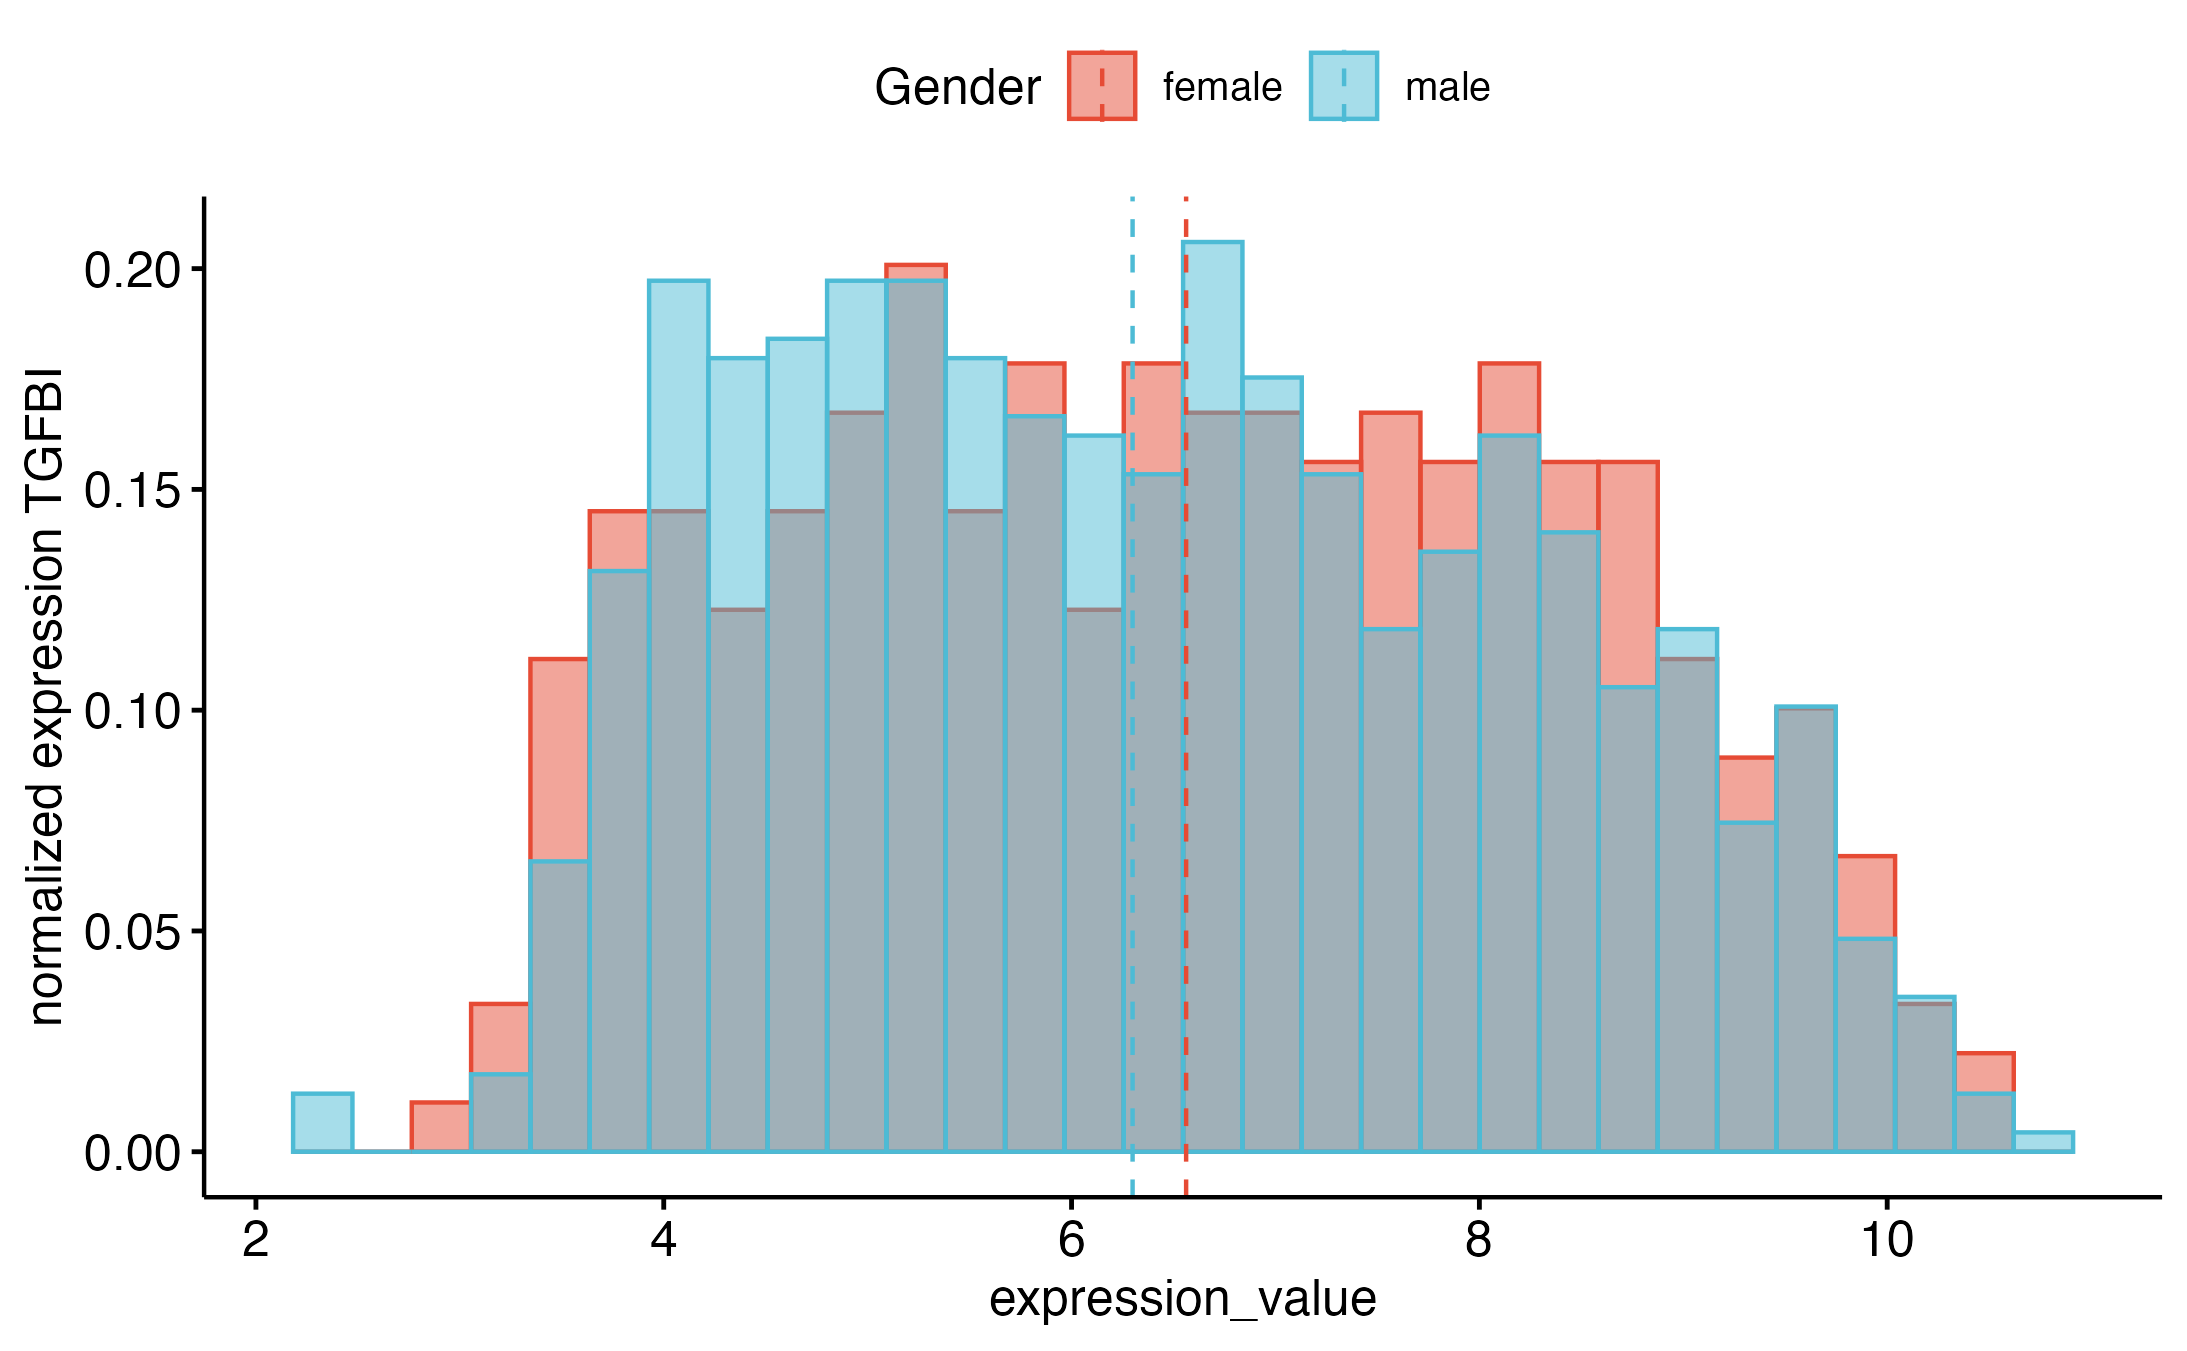 Gender female male
normalized expression TGFBI
0.20
0.15
0.10
0.05
0.00
2 4 6 8 10
expression_value